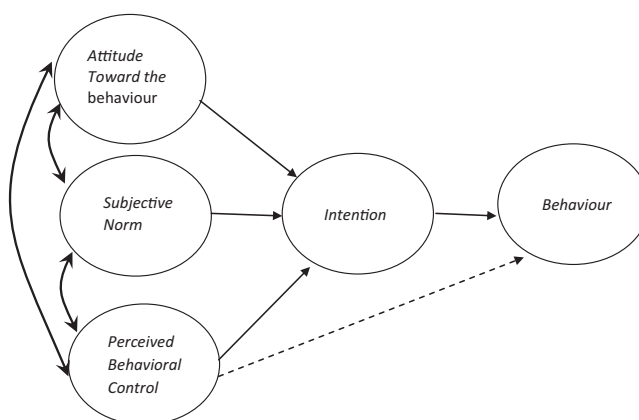 Attitude
Toward the
behaviour
Subjective
Norm
Intention
Behaviour
Perceived
Behavioral
Control